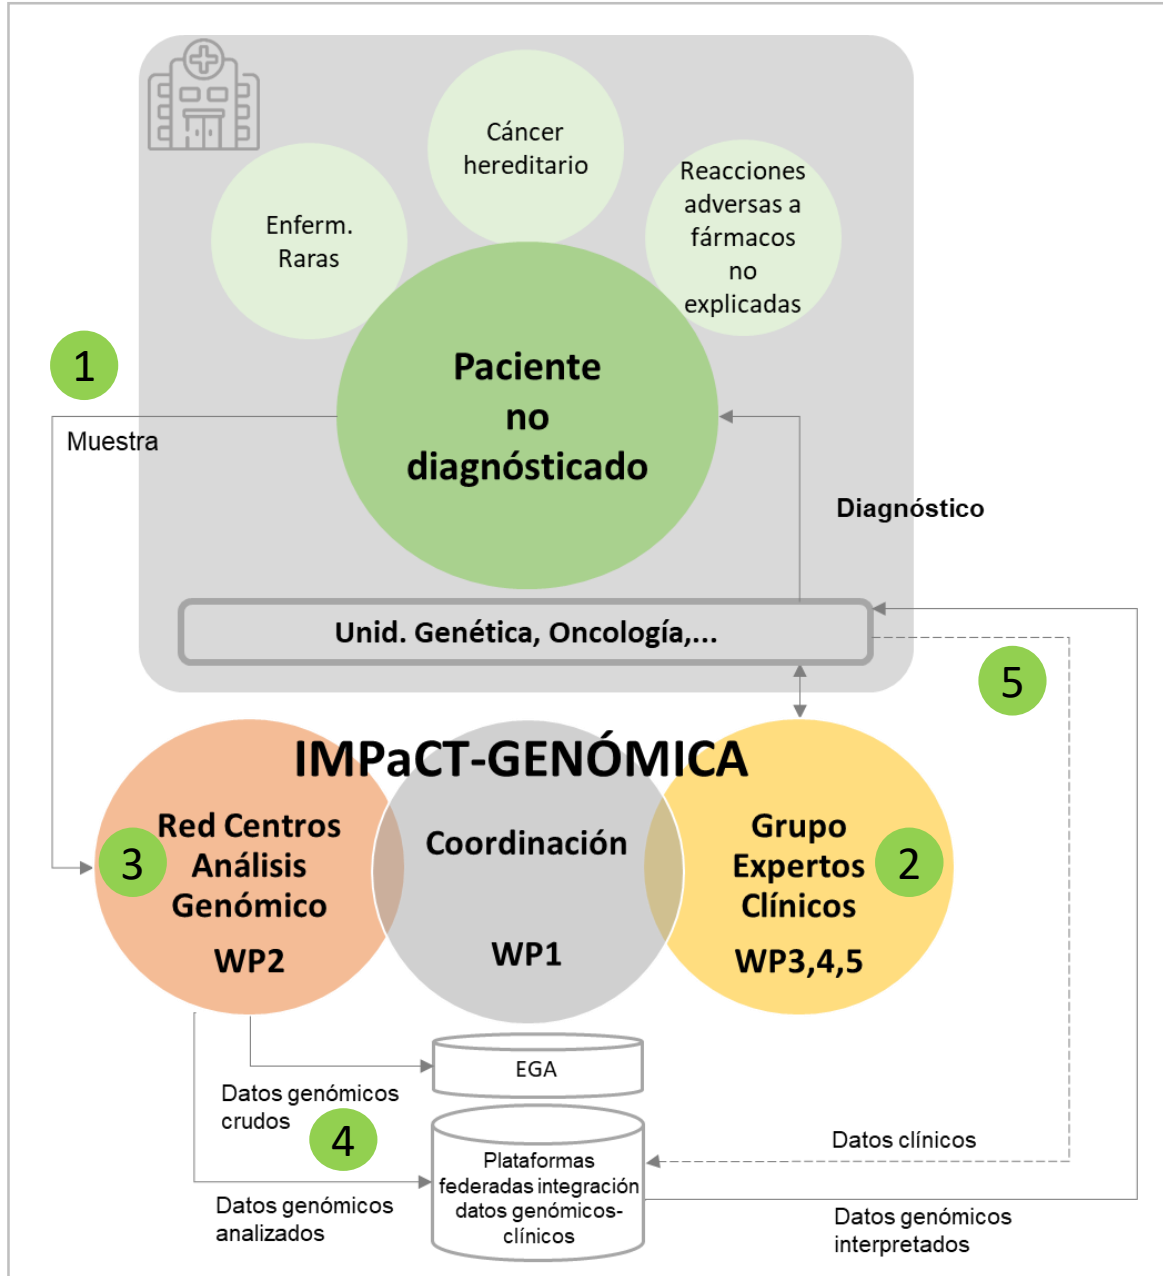 Cáncer
hereditario
Enferm.
Raras
Reacciones
adversas a
fármacos
no
explicadas
1
Muestra
Paciente
no
diagnósticado
Diagnóstico
Unid. Genética, Oncología,...
5
IMPaCT-GENÓMICA
3
Red Centros
Análisis
Genómico
WP2
Coordinación
WP1
Grupo
Expertos
Clínicos
WP3,4,5
2
EGA
Datos genómicos
crudos
4
Datos genómicos
analizados
Plataformas
federadas integración
datos genómicos-
clínicos
Datos clínicos
Datos genómicos
interpretados